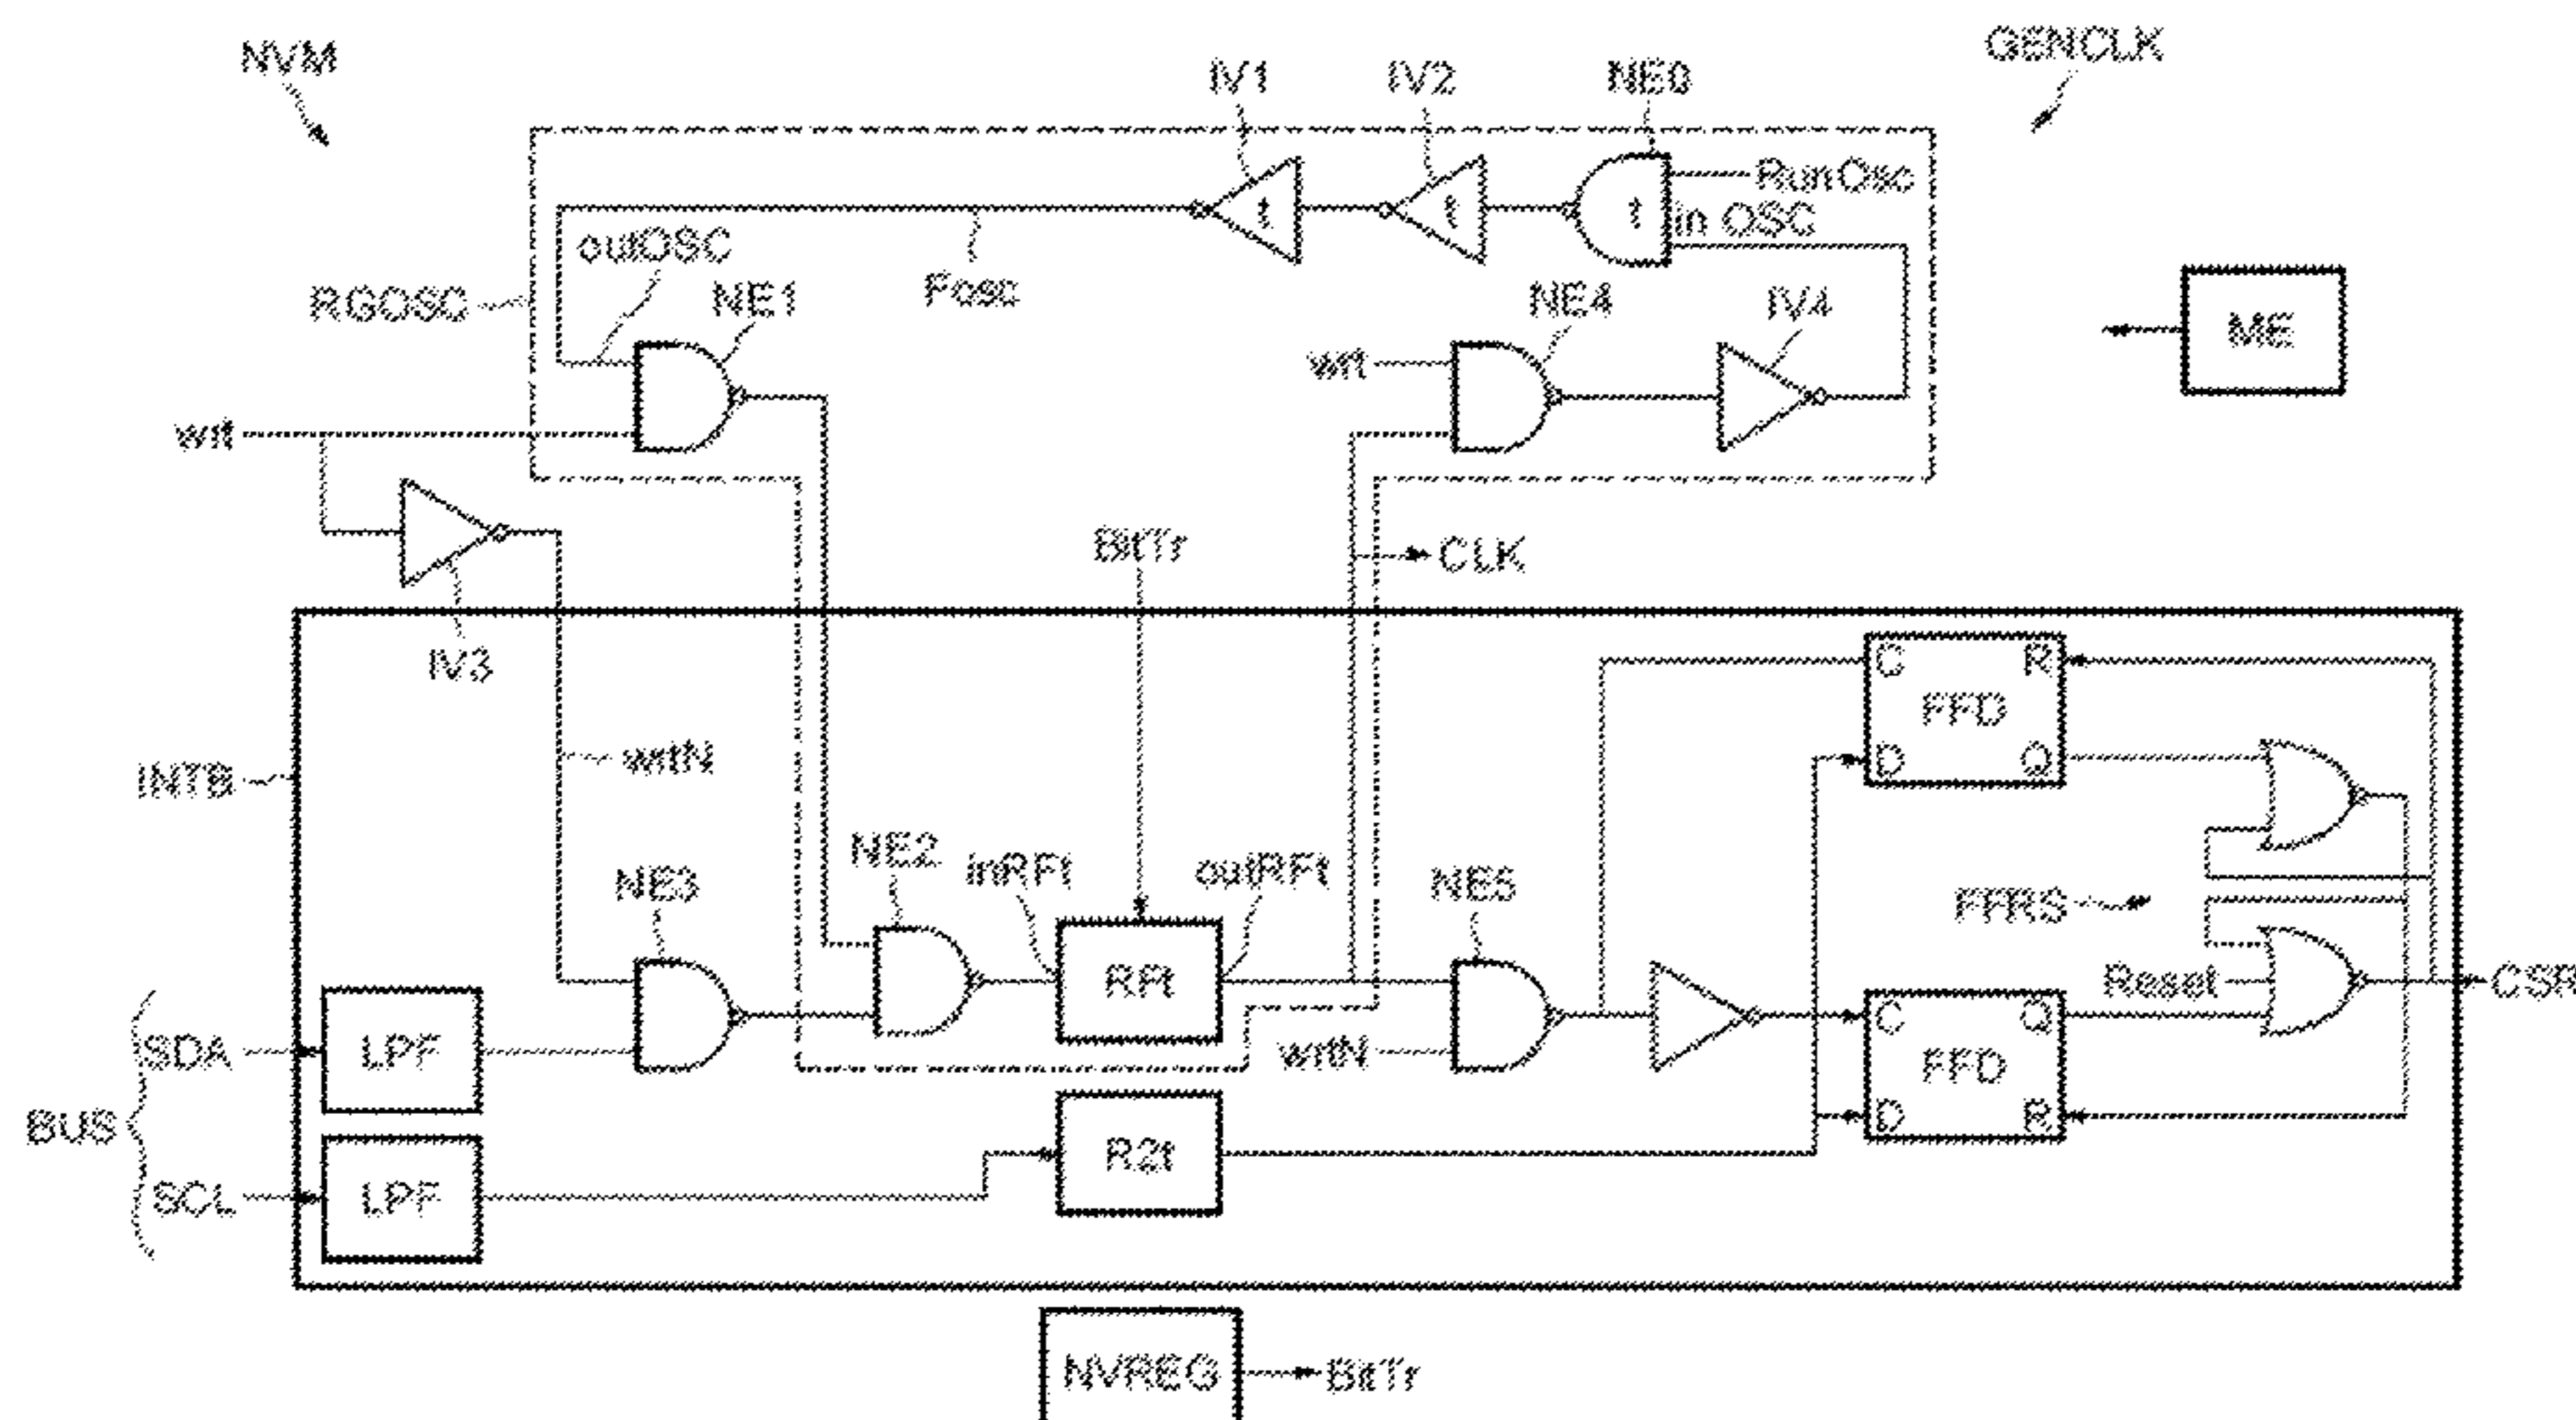 NVM
GENCLK
IV1
IV2
NE0
RunOsc
in OSC
outOSC
Fosc
RGOSC
NE1
NE4
IV4
ME
wrt
wrt
BitTr
CLK
IV3
wrtN
INTB
C
R
FFD
D
Q
NE3
NE2
inRFt
outRFt
NE5
FFRS
RFt
Reset
CSR
SDA
LPF
wrtN
C
Q
FFD
BUS
R2t
D
R
SCL
LPF
NVREG
BitTr